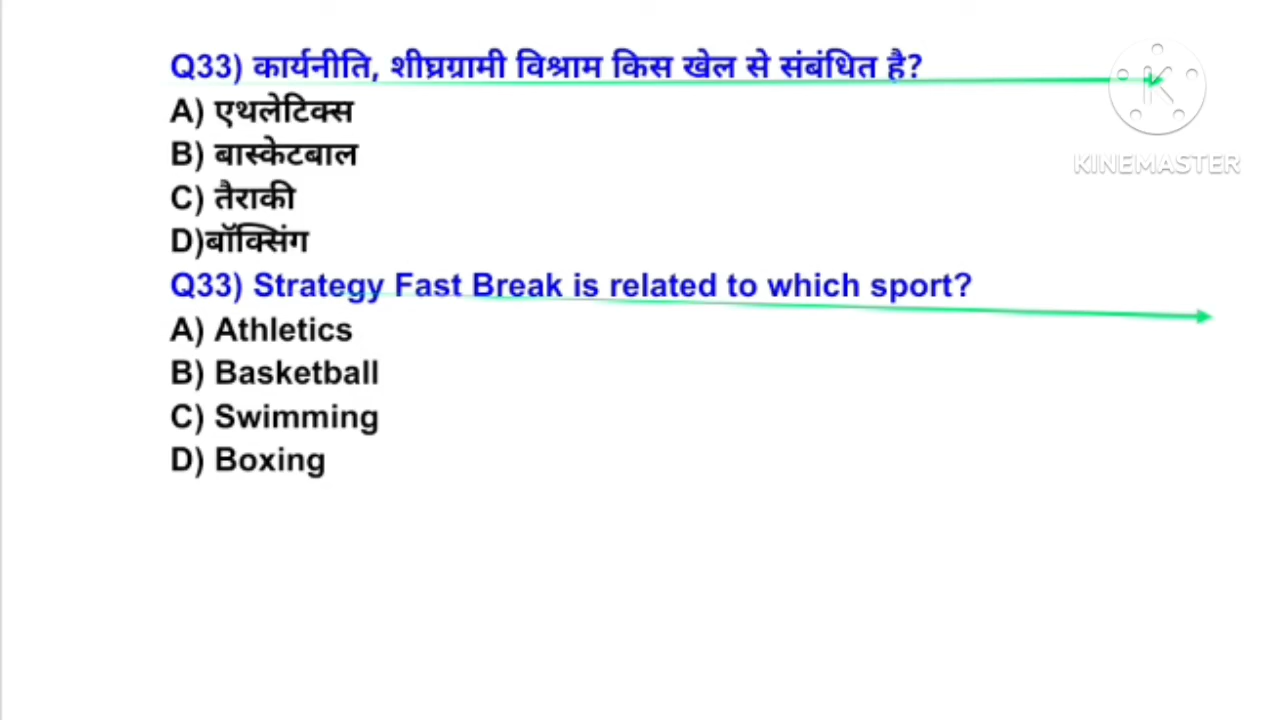 Q33) कार्यनीति, शीघ्रग्रामी विश्राम किस खेल से संबंधित है?
A) एथलेटिक्स
B) बास्केटबाल
C) तैराकी
D)बॉक्सिंग
Q33) Strategy Fast Break is related to which sport?
A) Athletics
B) Basketball
C) Swimming
D) Boxing
K
KINEMASTER